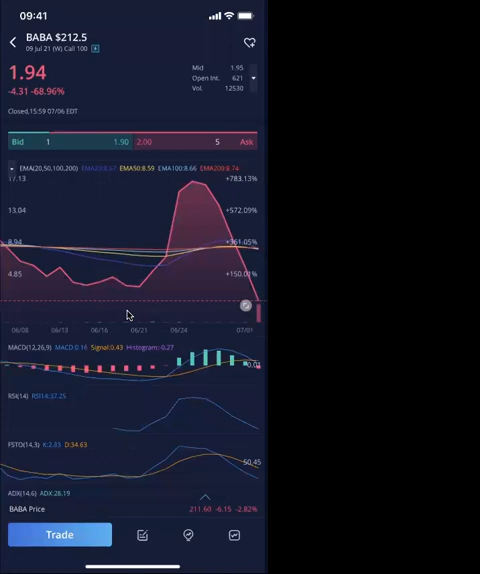 09:41
BABA $212.5
09 Jul 21 (W) Call 100
1.94
-4.31 -68.96%
Mid 1.95
Open Int. 621
Vol. 12530
Closed,15:59 07/06 EDT
Bid 1 1.90 2.00 5 Ask
EMA(20,50,100,200) EMA20:8.67 EMA50:8.59 EMA100:8.66 EMA200:8.74
17.13 +783.13%
13.04 +572.09%
8.94 +361.05%
4.85 +150.01%
06/08 06/13 06/16 06/21 06/24 07/01
MACD(12,26,9) MACD:0.16 Signal:0.43 Histogram:-0.27
0.01
RSI(14) RSI14:37.25
FSTO(14,3) K:2.83 D:34.63
50.45
ADX(14,6) ADX:28.19
BABA Price 211.60 -6.15 -2.82%
Trade